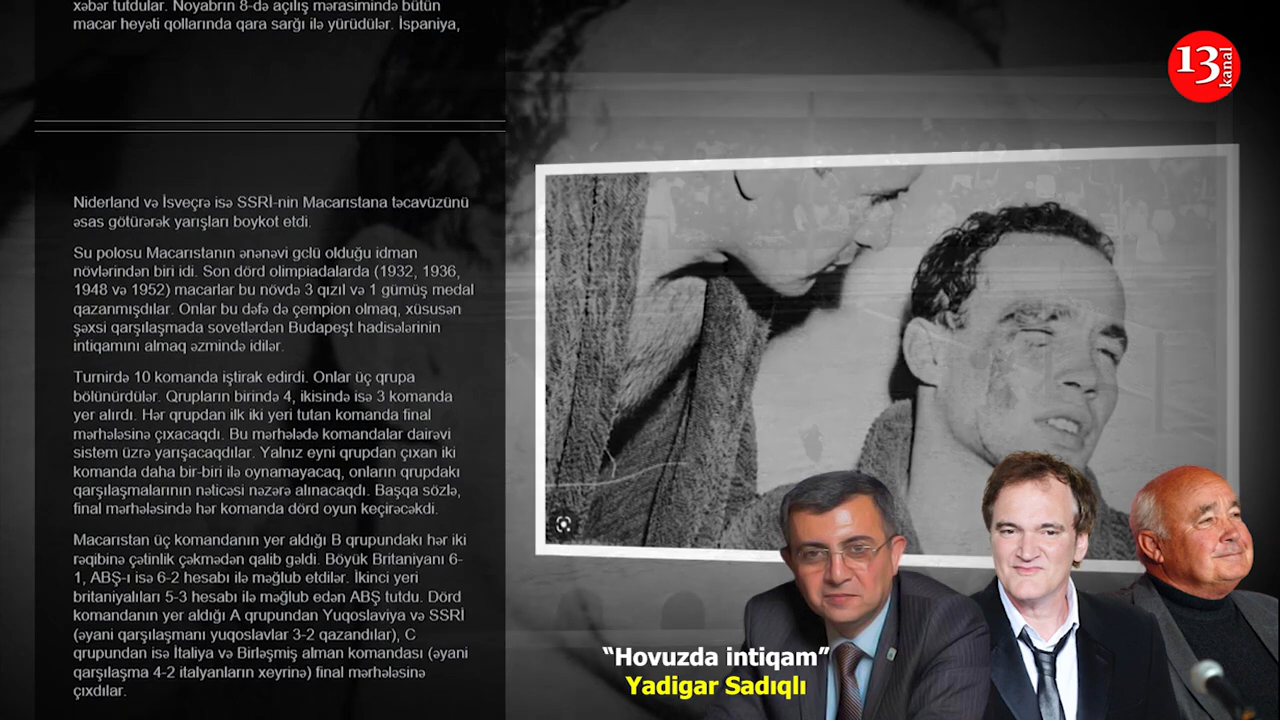 xəbər tutdular. Noyabrın 8-də açılış mərasimində bütün
macar heyəti qollarında qara sarğı ilə yürüdülər. İspaniya,
Niderland və İsveçrə isə SSRİ-nin Macarıstana təcavüzünü
əsas götürərək yarışları boykot etdi.
Su polosu Macarıstanın ənənəvi gclü olduğu idman
növlərindən biri idi. Son dörd olimpiadalarda (1932, 1936,
1948 və 1952) macarlar bu növdə 3 qızıl və 1 gümüş medal
qazanmışdılar. Onlar bu dəfə də çempion olmaq, xüsusən
şəxsi qarşılaşmada sovetlərdən Budapeşt hadisələrinin
intiqamını almaq əzmində idilər.
Turnirdə 10 komanda iştirak edirdi. Onlar üç qrupa
bölünürdülər. Qrupların birində 4, ikisində isə 3 komanda
yer alırdı. Hər qrupdan ilk iki yeri tutan komanda final
mərhələsinə çıxacaqdı. Bu mərhələdə komandalar dairəvi
sistem üzrə yarışacaqdılar. Yalnız eyni qrupdan çıxan iki
komanda daha bir-biri ilə oynamayacaq, onların qrupdakı
qarşılaşmalarının nəticəsi nəzərə alınacaqdı. Başqa sözlə,
final mərhələsində hər komanda dörd oyun keçirəcəkdi.
Macarıstan üç komandanın yer aldığı B qrupundakı hər iki
rəqibinə çətinlik çəkmədən qalib gəldi. Böyük Britaniyanı 6-
1, ABŞ-ı isə 6-2 hesabı ilə məğlub etdilər. İkinci yeri
britaniyalıları 5-3 hesabı ilə məğlub edən ABŞ tutdu. Dörd
komandanın yer aldığı A qrupundan Yuqoslaviya və SSRİ
(əyani qarşılaşmanı yuqoslavlar 3-2 qazandılar), C
qrupundan isə İtaliya və Birləşmiş alman komandası (əyani
qarşılaşma 4-2 italyanların xeyrinə) final mərhələsinə
çıxdılar.
13
kanal
“Hovuzda intiqam”
Yadigar Sadıqlı